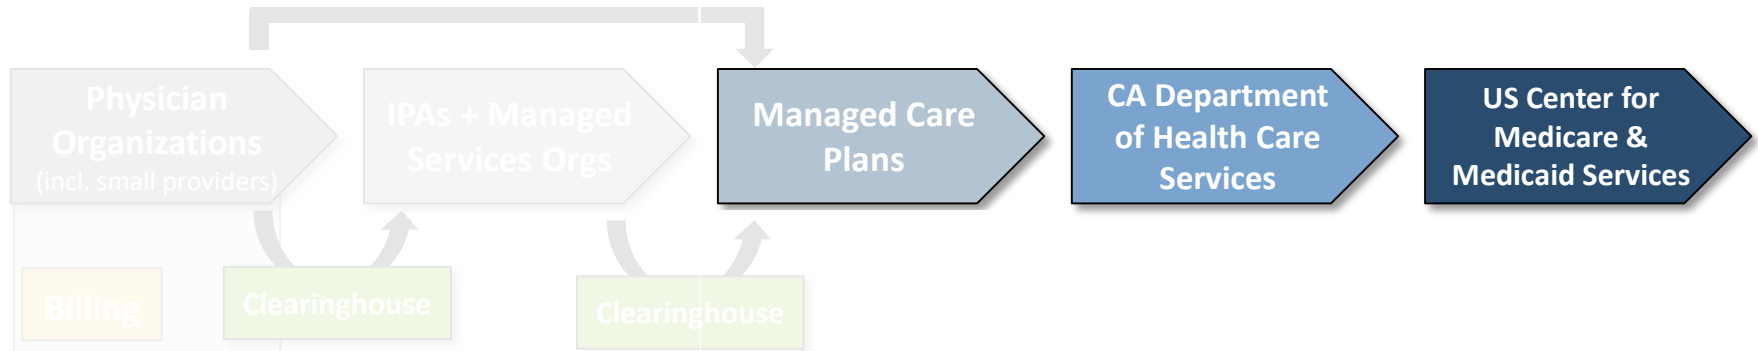 Physician
Organizations
(incl. small providers)
IPAs + Managed
Services Orgs
Managed Care
Plans
CA Department
of Health Care
Services
US Center for
Medicare &
Medicaid Services
Billing
Clearinghouse
Clearinghouse